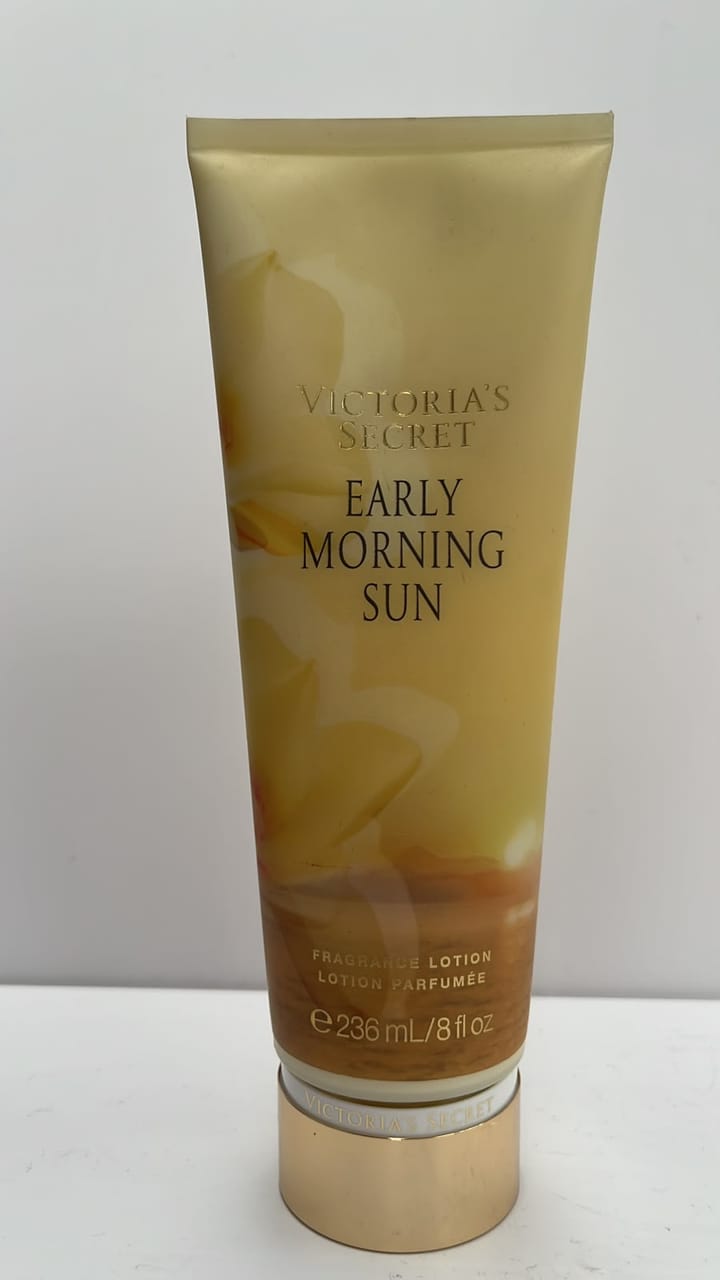 VICTORIA'S
SECRET
EARLY
MORNING
SUN
FRAGRANCE LOTION
LOTION PARFUMÉE
℮ 236 mL/8 fl oz
VICTORIA'S SECRET